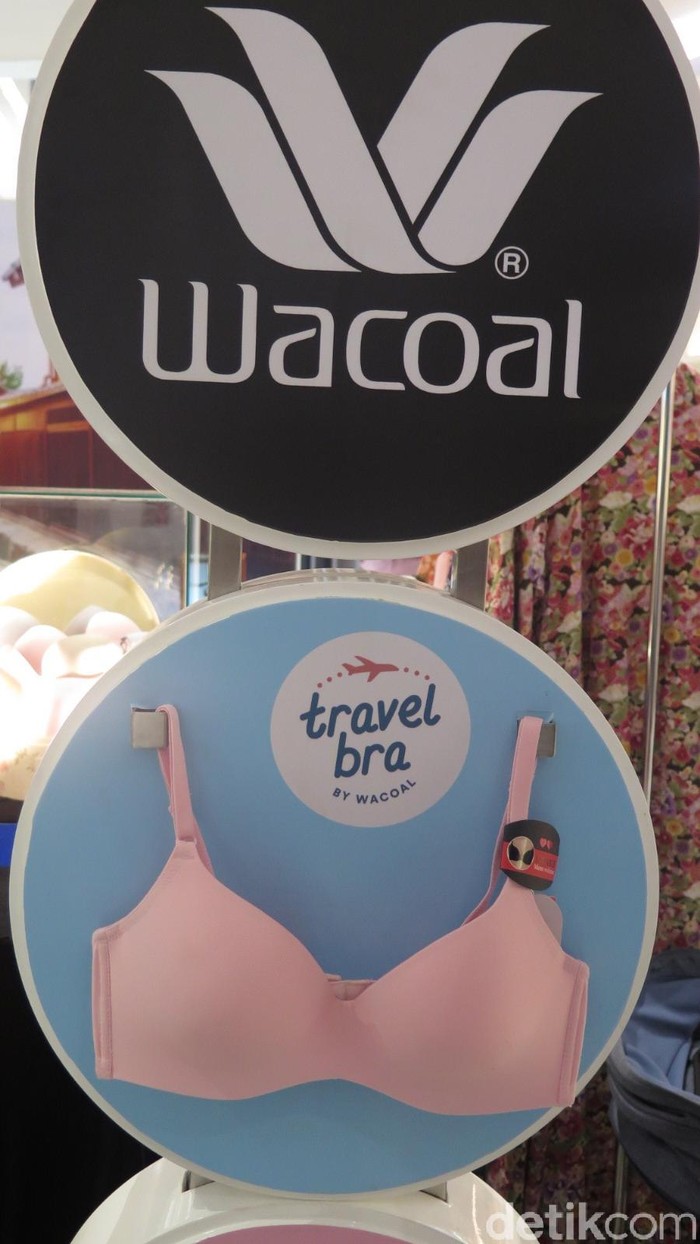 Wacoal
®
travel
bra
BY WACOAL
detikcom